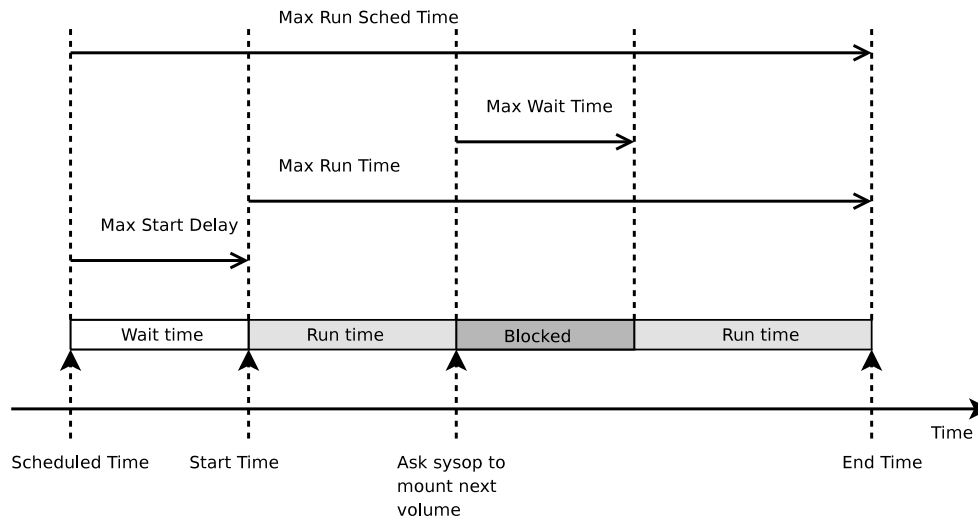 Max Run Sched Time
Max Wait Time
Max Run Time
Max Start Delay
Wait time
Run time
Blocked
Run time
Time
Scheduled Time
Start Time
Ask sysop to
mount next
volume
End Time